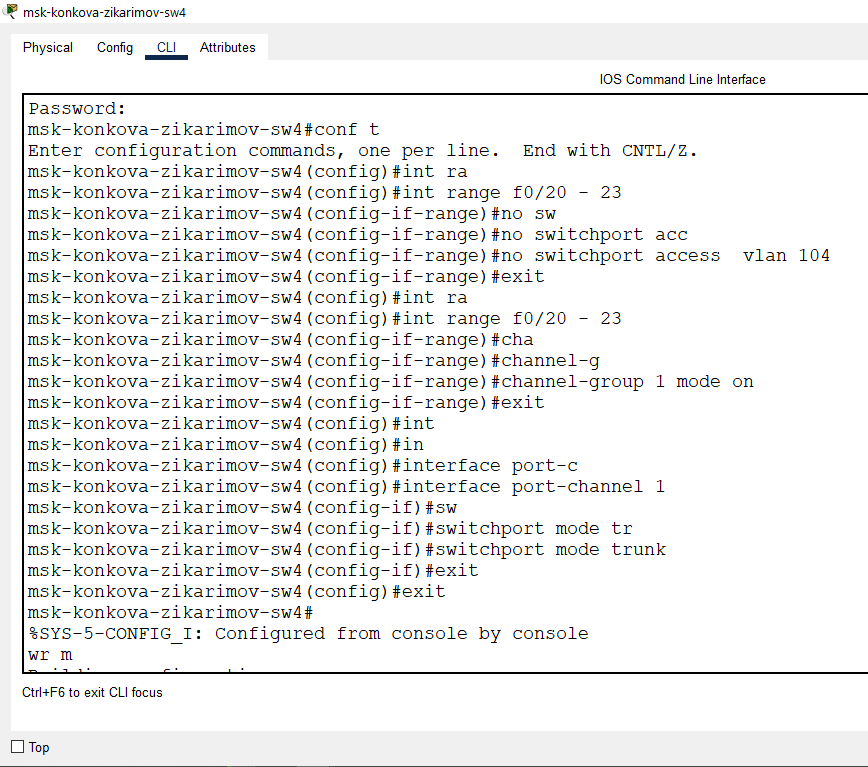 msk-konkova-zikarimov-sw4
Physical Config CLI Attributes
IOS Command Line Interface
Password:
msk-konkova-zikarimov-sw4#conf t
Enter configuration commands, one per line.  End with CNTL/Z.
msk-konkova-zikarimov-sw4(config)#int ra
msk-konkova-zikarimov-sw4(config)#int range f0/20 - 23
msk-konkova-zikarimov-sw4(config-if-range)#no sw
msk-konkova-zikarimov-sw4(config-if-range)#no switchport acc
msk-konkova-zikarimov-sw4(config-if-range)#no switchport access  vlan 104
msk-konkova-zikarimov-sw4(config-if-range)#exit
msk-konkova-zikarimov-sw4(config)#int ra
msk-konkova-zikarimov-sw4(config)#int range f0/20 - 23
msk-konkova-zikarimov-sw4(config-if-range)#cha
msk-konkova-zikarimov-sw4(config-if-range)#channel-g
msk-konkova-zikarimov-sw4(config-if-range)#channel-group 1 mode on
msk-konkova-zikarimov-sw4(config-if-range)#exit
msk-konkova-zikarimov-sw4(config)#int
msk-konkova-zikarimov-sw4(config)#in
msk-konkova-zikarimov-sw4(config)#interface port-c
msk-konkova-zikarimov-sw4(config)#interface port-channel 1
msk-konkova-zikarimov-sw4(config-if)#sw
msk-konkova-zikarimov-sw4(config-if)#switchport mode tr
msk-konkova-zikarimov-sw4(config-if)#switchport mode trunk
msk-konkova-zikarimov-sw4(config-if)#exit
msk-konkova-zikarimov-sw4(config)#exit
msk-konkova-zikarimov-sw4#
%SYS-5-CONFIG_I: Configured from console by console
wr m
Ctrl+F6 to exit CLI focus
Top